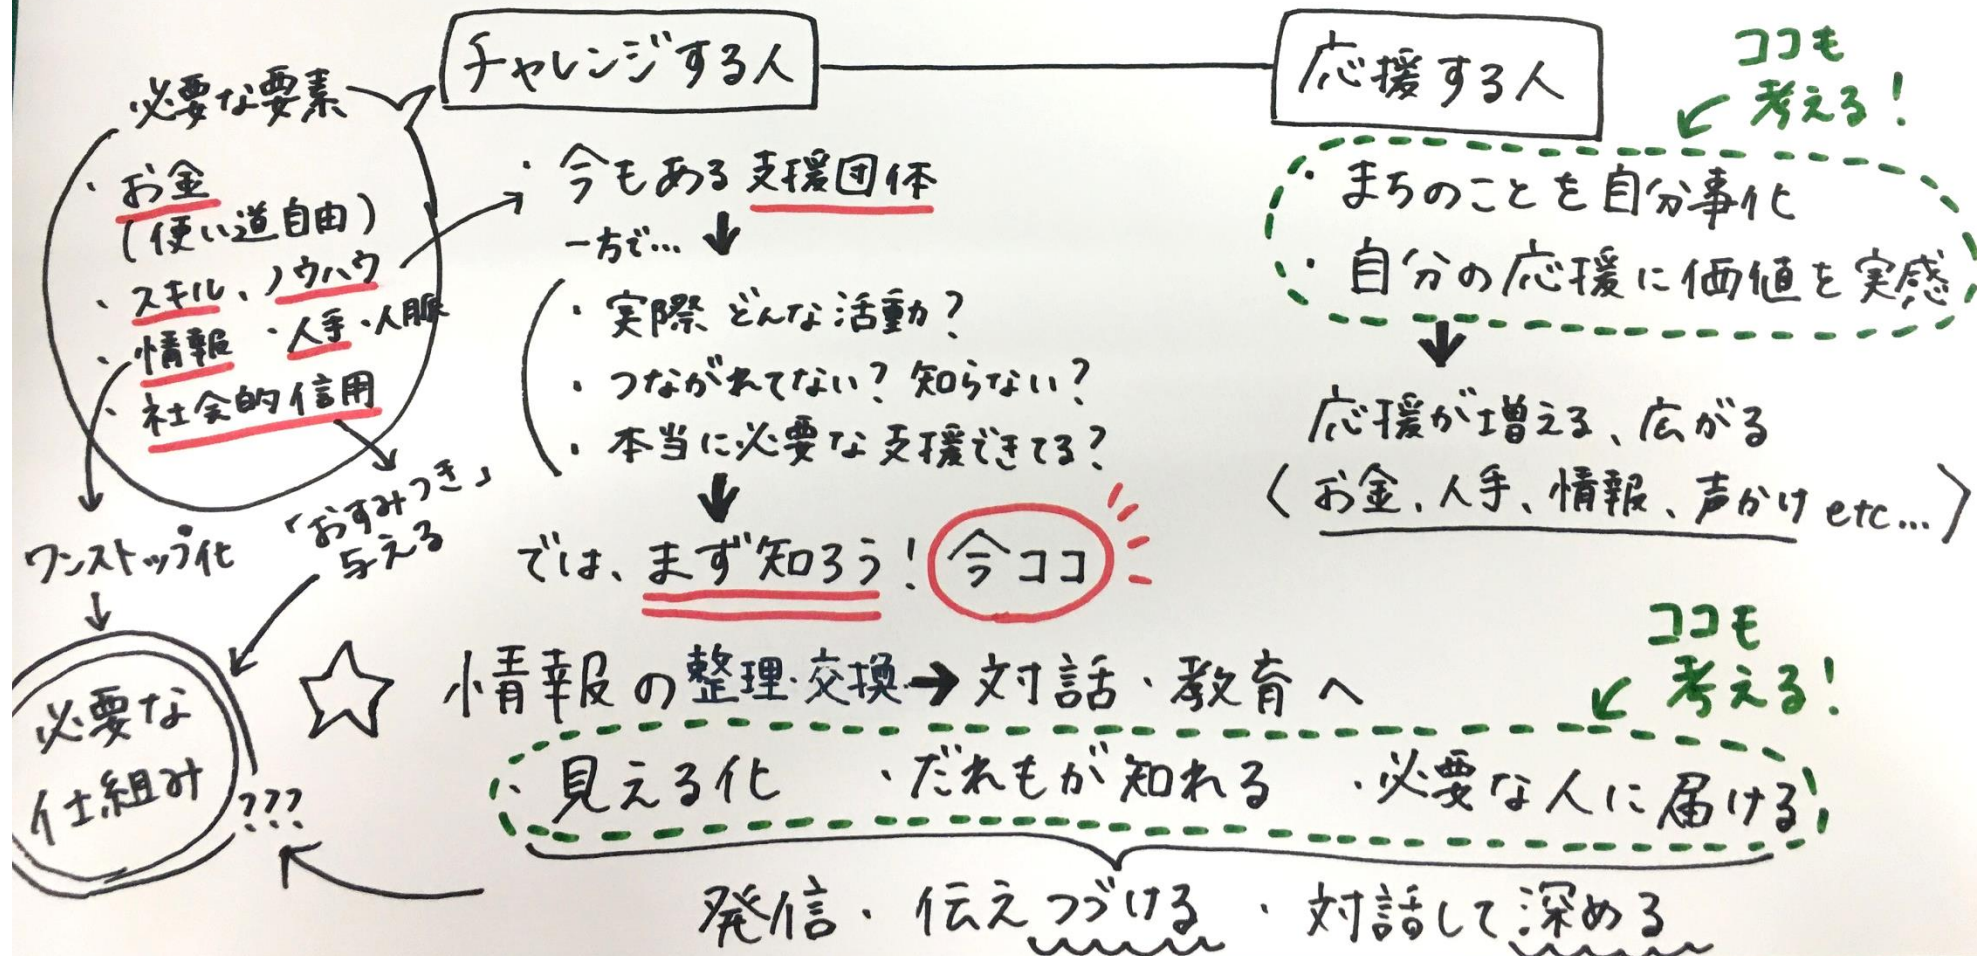 チャレンジする人
応援する人
必要な要素
・お金
(使い道自由)
・スキル、ノウハウ
・情報 ・人手・人脈
・社会的信用
ワンストップ化
「おすみつき」
与える
必要な
仕組み
???
・今もある支援団体
一方で…
・実際どんな活動?
・つながれてない?知らない?
・本当に必要な支援できてる?
では、まず知ろう! 今ココ
ココも
考える!
・まちのことを自分事化
・自分の応援に価値を実感
応援が増える、広がる
〈お金、人手、情報、声かけetc…〉
☆ 情報の整理・交換→対話・教育へ
ココも
考える!
・見える化 ・だれもが知れる ・必要な人に届ける
発信・伝えつづける・対話して深める